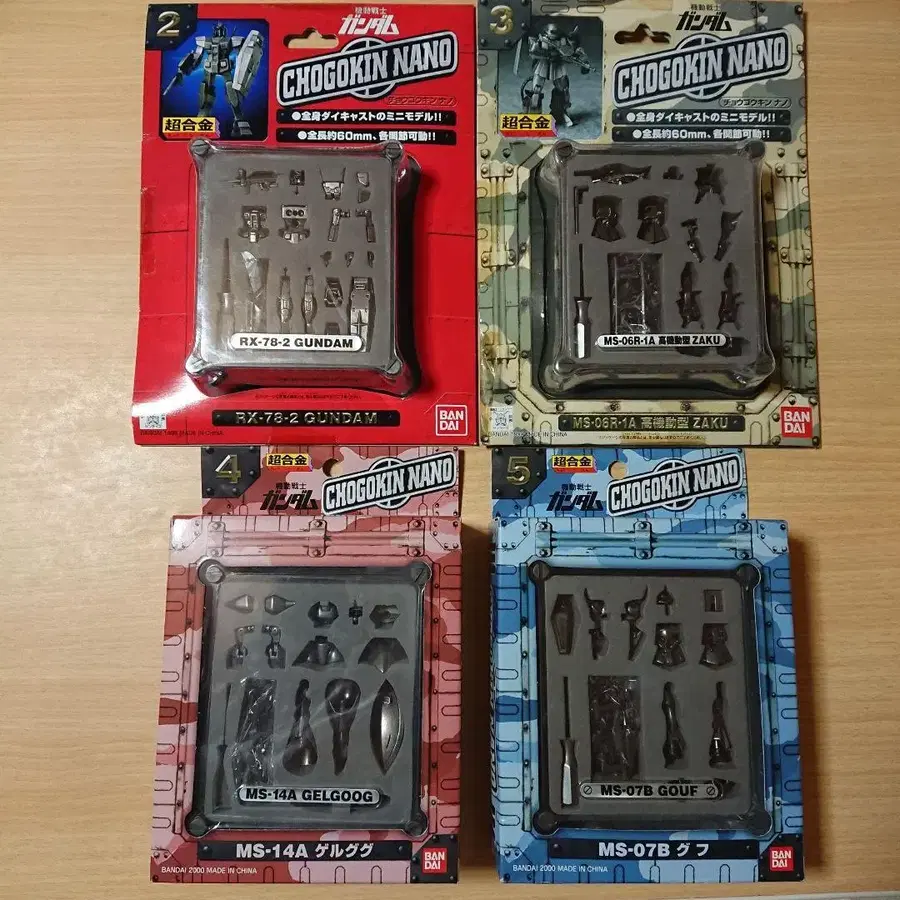 2
機動戦士
ガンダム
CHOGOKIN NANO
チョウゴウキン ナノ
超合金
●全身ダイキャストのミニモデル!!
●全長約60mm、各関節可動!!
RX-78-2 GUNDAM
RX-78-2 GUNDAM
BAN
DAI
MADE IN CHINA
3
機動戦士
ガンダム
CHOGOKIN NANO
チョウゴウキン ナノ
超合金
●全身ダイキャストのミニモデル!!
●全長約60mm、各関節可動!!
MS-06R-1A 高機動型 ZAKU
MS-06R-1A 高機動型 ZAKU
BANDAI 2000 MADE IN CHINA
BAN
DAI
4
超合金
機動戦士
ガンダム
CHOGOKIN NANO
MS-14A GELGOOG
MS-14A ゲルググ
BANDAI 2000 MADE IN CHINA
BAN
DAI
5
超合金
機動戦士
ガンダム
CHOGOKIN NANO
MS-07B GOUF
MS-07B グフ
BANDAI 2000 MADE IN CHINA
BAN
DAI